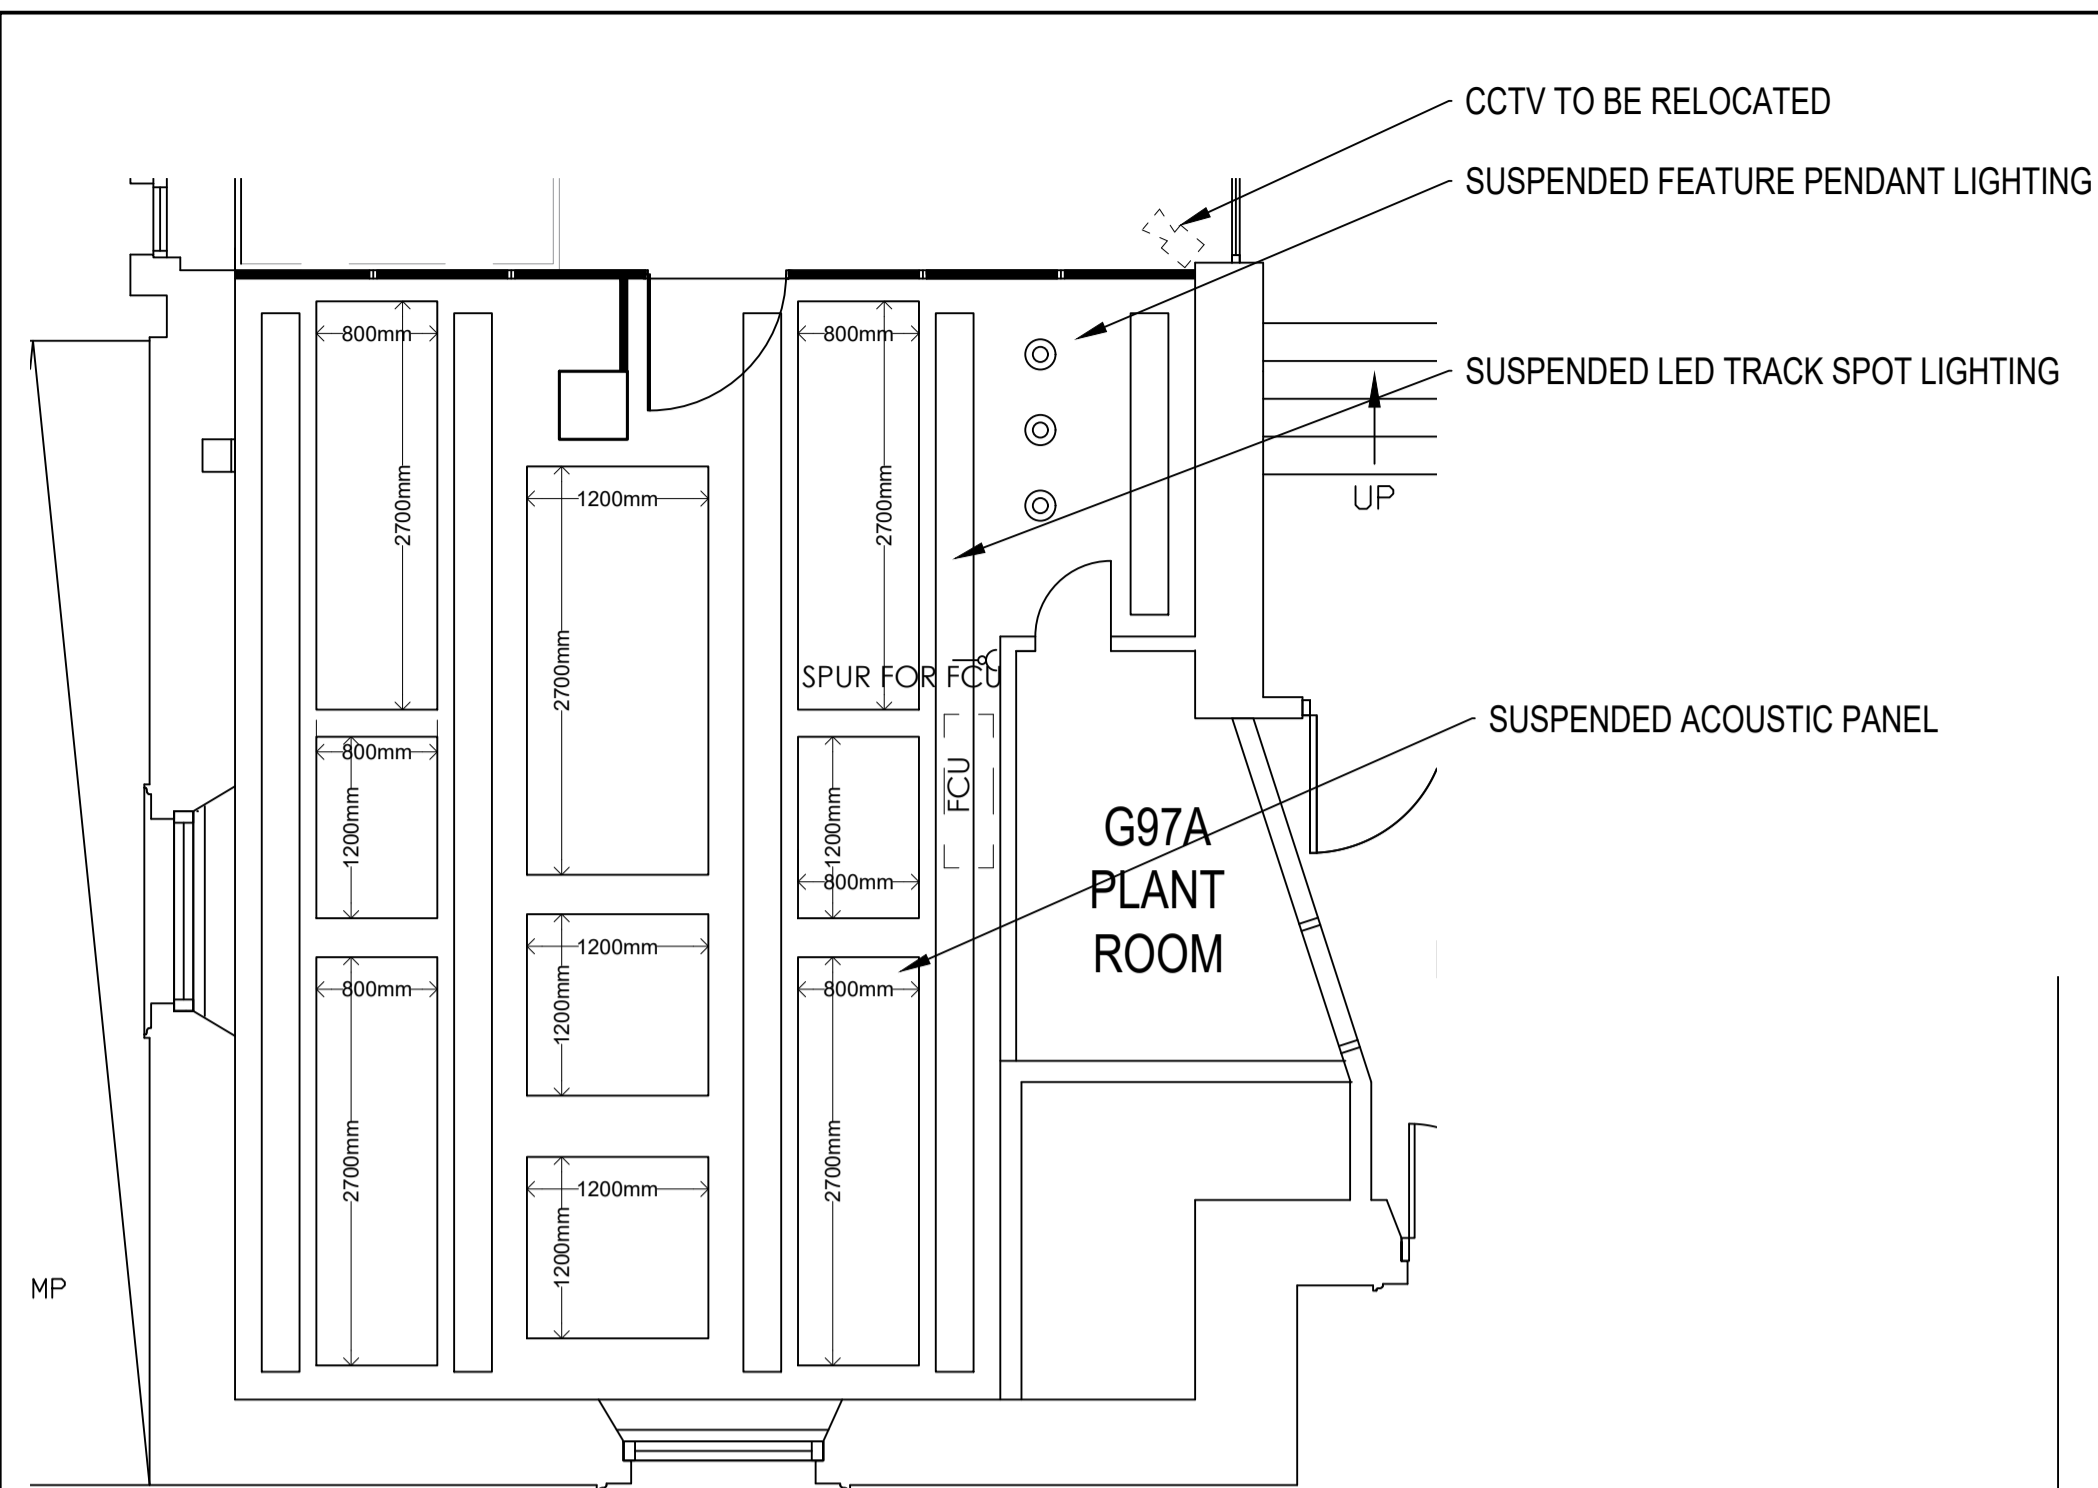 CCTV TO BE RELOCATED
SUSPENDED FEATURE PENDANT LIGHTING
800mm
800mm
SUSPENDED LED TRACK SPOT LIGHTING
2700mm
1200mm
2700mm
UP
2700mm
SPUR FOR FCU
SUSPENDED ACOUSTIC PANEL
800mm
FCU
1200mm
1200mm
800mm
G97A
PLANT
ROOM
1200mm
800mm
1200mm
800mm
2700mm
2700mm
1200mm
1200mm
MP